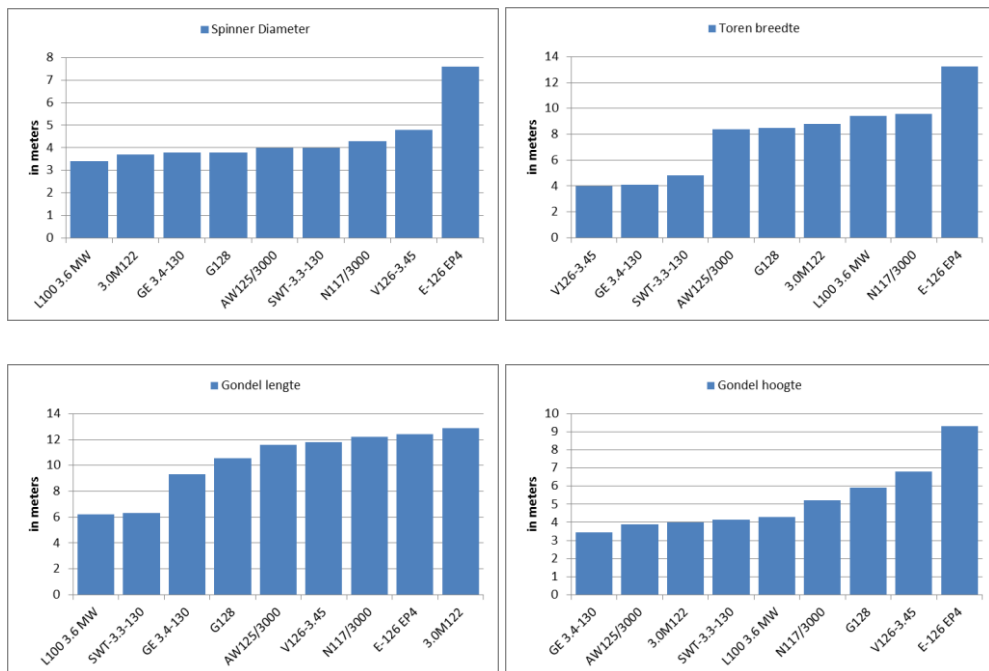 Spinner Diameter
in meters
8
7
6
5
4
3
2
1
0
L100 3.6 MW
3.0M122
GE 3.4-130
G128
AW125/3000
SWT-3.3-130
N117/3000
V126-3.45
E-126 EP4
Toren breedte
in meters
14
12
10
8
6
4
2
0
V126-3.45
GE 3.4-130
SWT-3.3-130
AW125/3000
G128
3.0M122
L100 3.6 MW
N117/3000
E-126 EP4
Gondel lengte
in meters
14
12
10
8
6
4
2
0
L100 3.6 MW
SWT-3.3-130
GE 3.4-130
G128
AW125/3000
V126-3.45
N117/3000
E-126 EP4
3.0M122
Gondel hoogte
in meters
10
9
8
7
6
5
4
3
2
1
0
GE 3.4-130
AW125/3000
3.0M122
SWT-3.3-130
L100 3.6 MW
N117/3000
G128
V126-3.45
E-126 EP4